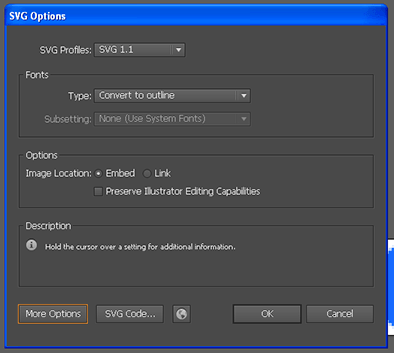 SVG Options
SVG Profiles: SVG 1.1
Fonts
Type: Convert to outline
Subsetting: None (Use System Fonts)
Options
Image Location: Embed Link
Preserve Illustrator Editing Capabilities
Description
Hold the cursor over a setting for additional information.
More Options SVG Code... OK Cancel